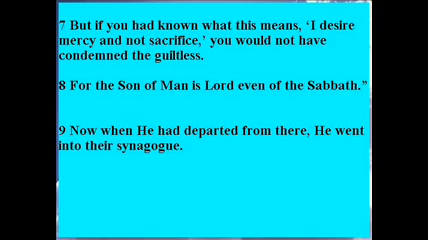 7 But if you had known what this means, ‘I desire
mercy and not sacrifice,’ you would not have
condemned the guiltless.
8 For the Son of Man is Lord even of the Sabbath.”
9 Now when He had departed from there, He went
into their synagogue.